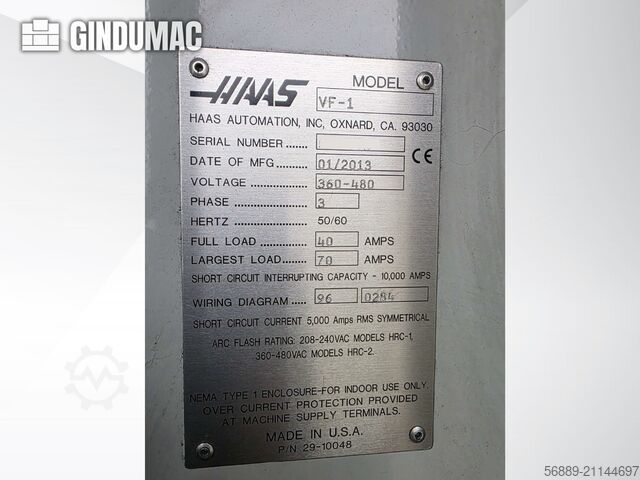 GINDUMAC
HAAS
MODEL
VF-1
HAAS AUTOMATION, INC, OXNARD, CA. 93030
SERIAL NUMBER .......
DATE OF MFG ........... 01/2013 CE
VOLTAGE ................. 360-480
PHASE ..................... 3
HERTZ 50/60
FULL LOAD .............. 40 AMPS
LARGEST LOAD....... 70 AMPS
SHORT CIRCUIT INTERRUPTING CAPACITY - 10,000 AMPS
WIRING DIAGRAM ..... 96 0284
SHORT CIRCUIT CURRENT 5,000 Amps RMS SYMMETRICAL
ARC FLASH RATING: 208-240VAC MODELS HRC-1,
360-480VAC MODELS HRC-2.
NEMA TYPE 1 ENCLOSURE-FOR INDOOR USE ONLY.
OVER CURRENT PROTECTION PROVIDED
AT MACHINE SUPPLY TERMINALS.
MADE IN U.S.A.
P/N 29-10048
56889-21144697